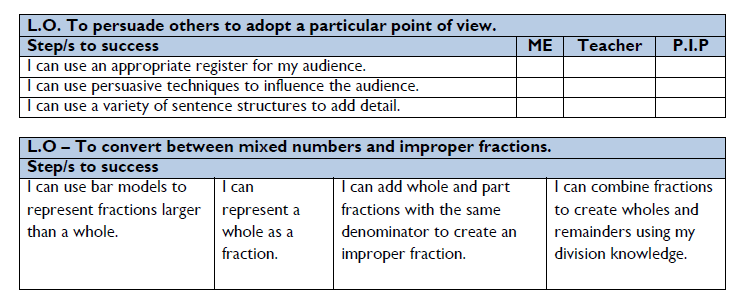 L.O. To persuade others to adopt a particular point of view.
Step/s to success ME Teacher P.I.P
I can use an appropriate register for my audience.
I can use persuasive techniques to influence the audience.
I can use a variety of sentence structures to add detail.
L.O – To convert between mixed numbers and improper fractions.
Step/s to success
I can use bar models to
represent fractions larger
than a whole.
I can
represent a
whole as a
fraction.
I can add whole and part
fractions with the same
denominator to create an
improper fraction.
I can combine fractions
to create wholes and
remainders using my
division knowledge.